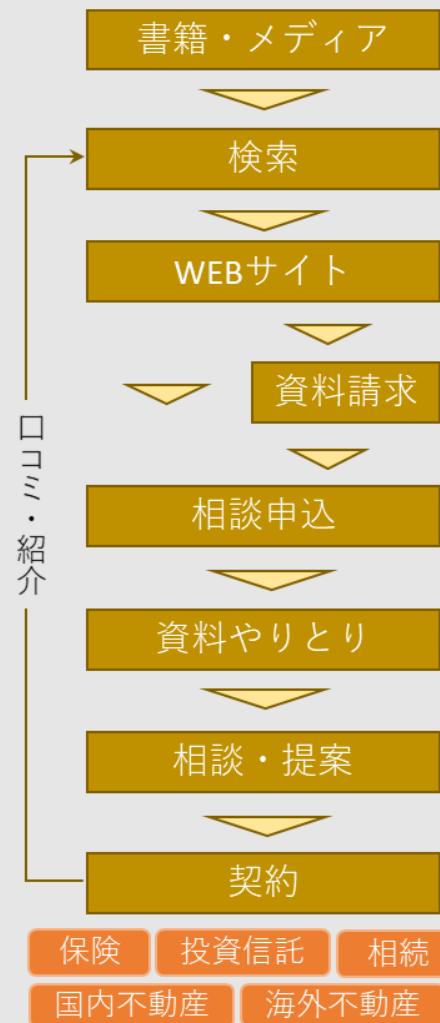 書籍・メディア
検索
WEBサイト
資料請求
口コミ・紹介
相談申込
資料やりとり
相談・提案
契約
保険
投資信託
相続
国内不動産
海外不動産